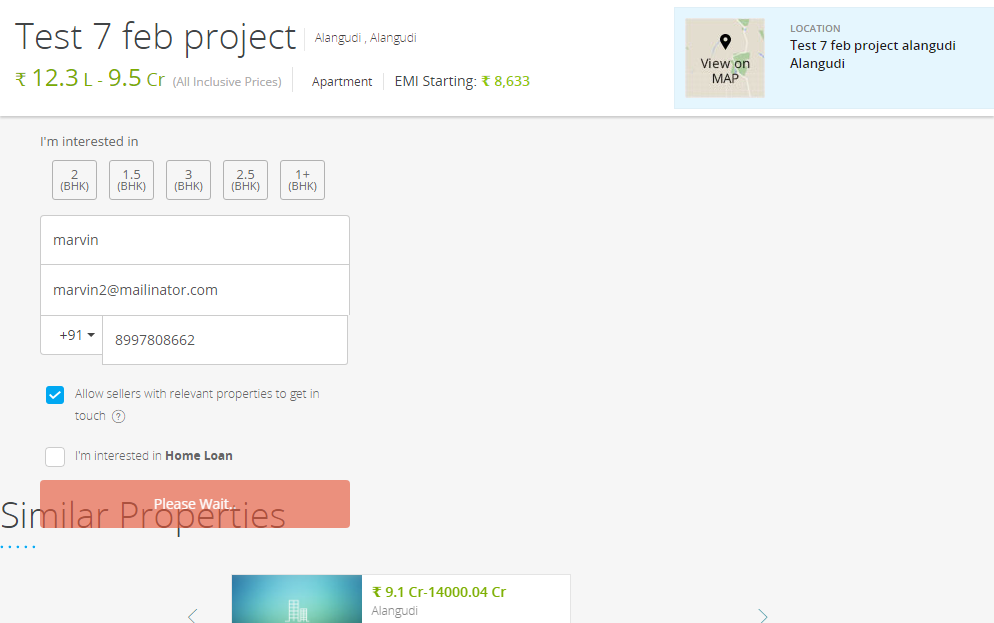 Test 7 feb project
Alangudi , Alangudi
₹ 12.3 L - 9.5 Cr (All Inclusive Prices)
Apartment
EMI Starting: ₹ 8,633
View on
MAP
LOCATION
Test 7 feb project alangudi
Alangudi
I'm interested in
2
(BHK)
1.5
(BHK)
3
(BHK)
2.5
(BHK)
1+
(BHK)
marvin
marvin2@mailinator.com
+91
8997808662
Allow sellers with relevant properties to get in
touch ?
I'm interested in Home Loan
Please Wait..
Similar Properties
₹ 9.1 Cr-14000.04 Cr
Alangudi